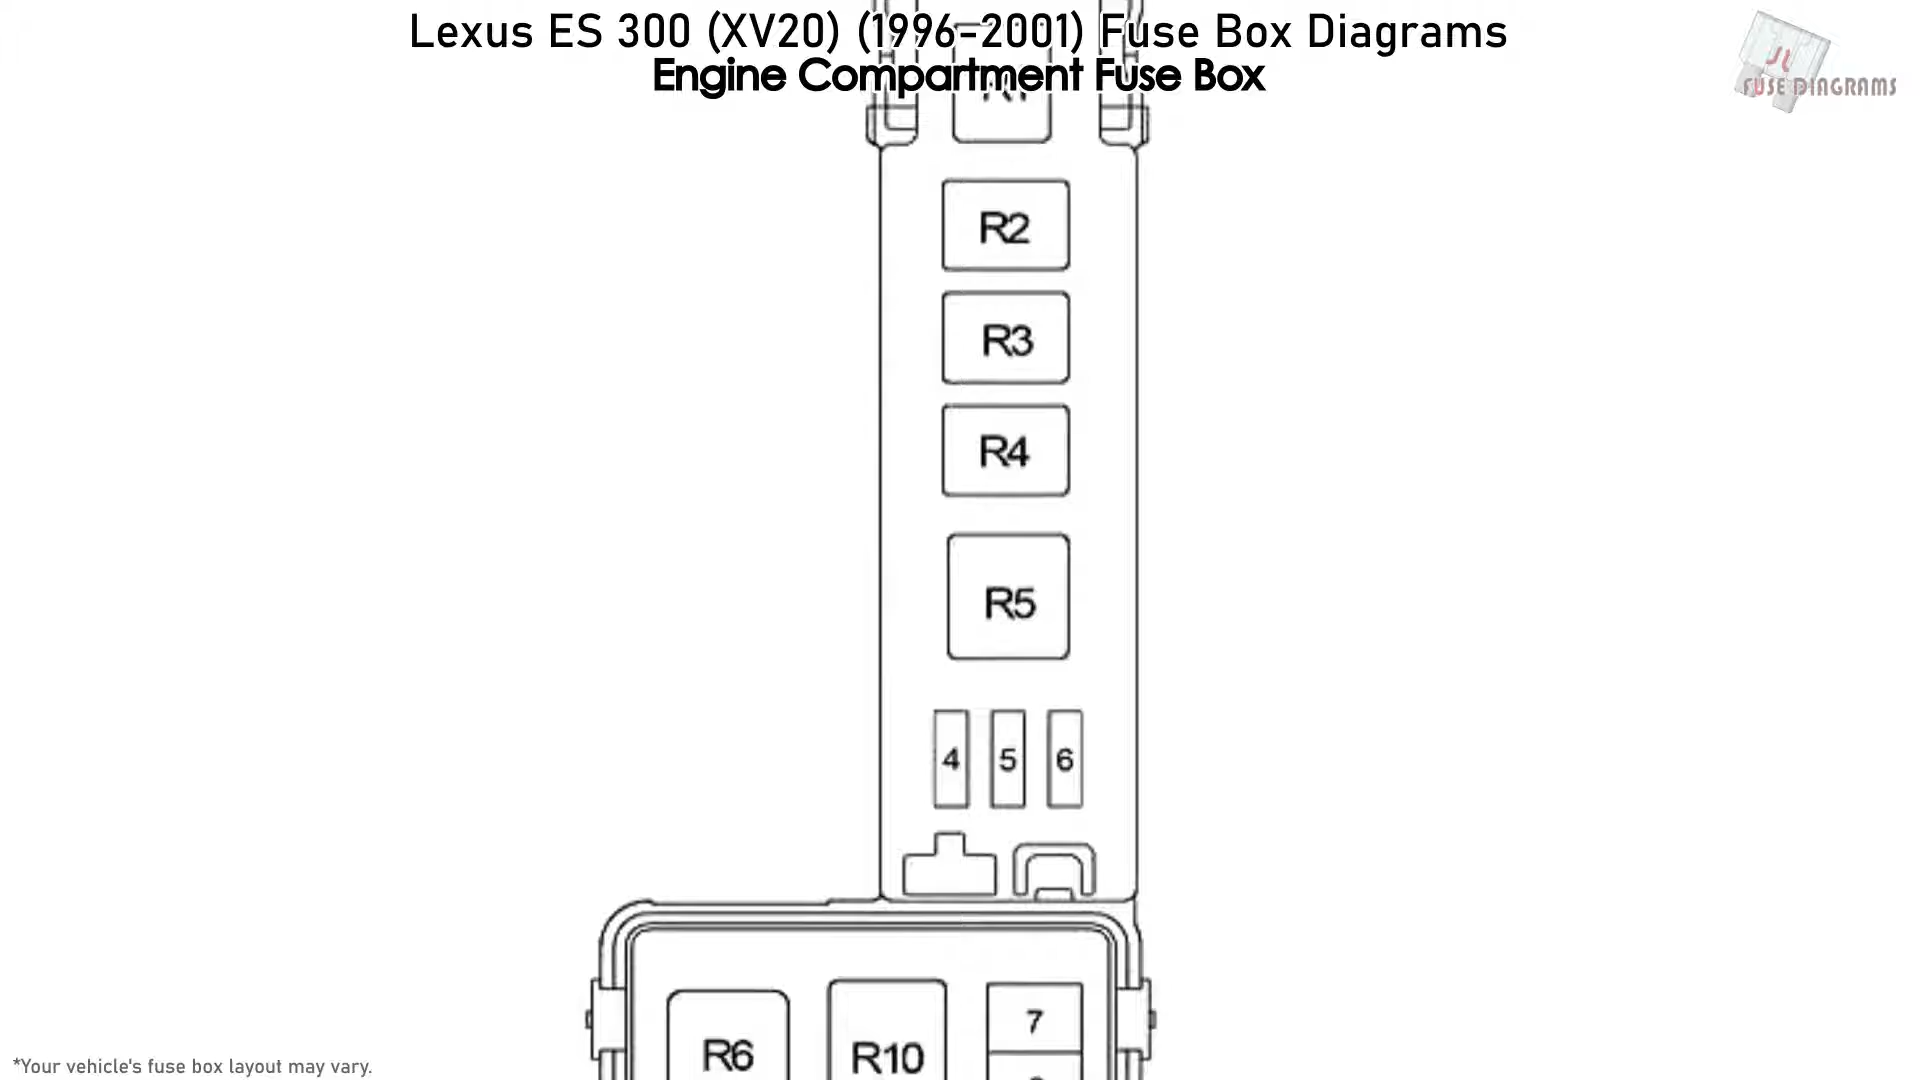 Lexus ES 300 (XV20) (1996-2001) Fuse Box Diagrams
Engine Compartment Fuse Box
FUSE DIAGRAMS
R2
R3
R4
R5
4 5 6
7
R6 R10
*Your vehicle's fuse box layout may vary.